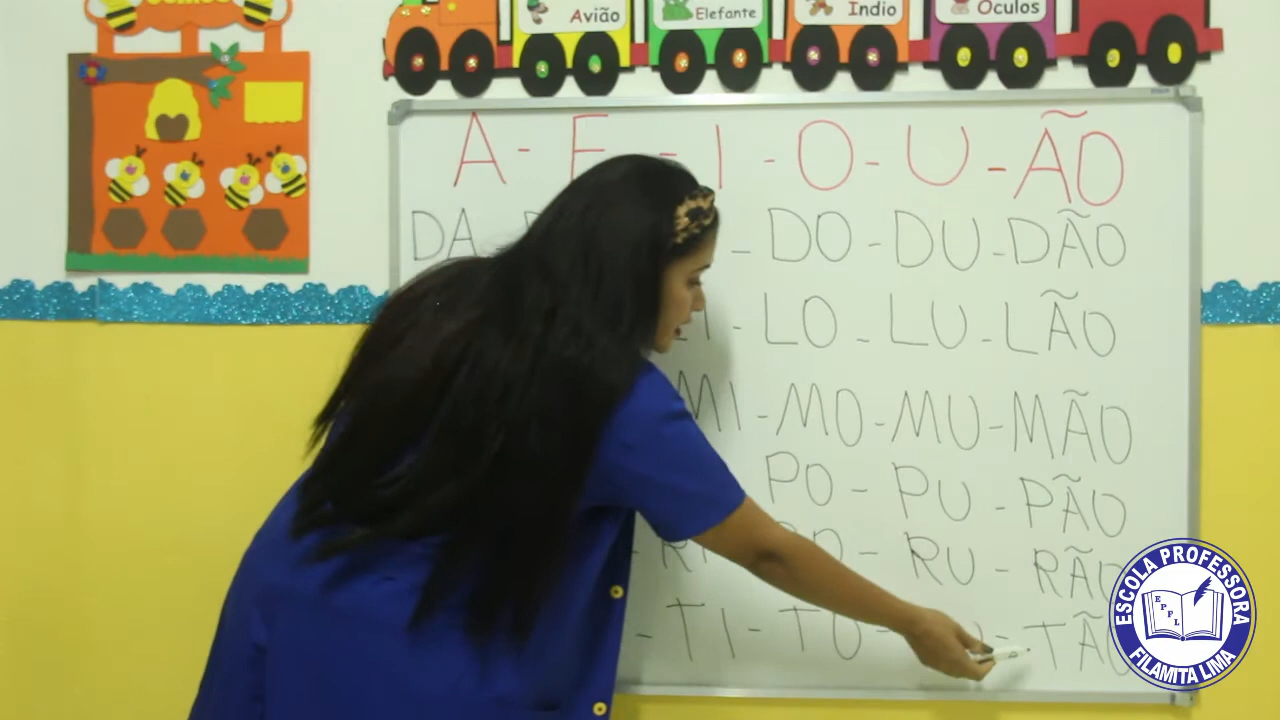 Avião Elefante Índio Óculos
A - E - I - O - U - ÃO
DA - DO - DU - DÃO
- LO - LU - LÃO
MI - MO - MU - MÃO
PO - PU - PÃO
RU - RÃO
- TI - TO - TÃO
ESCOLA PROFESSORA
EPFL
FILAMITA LIMA